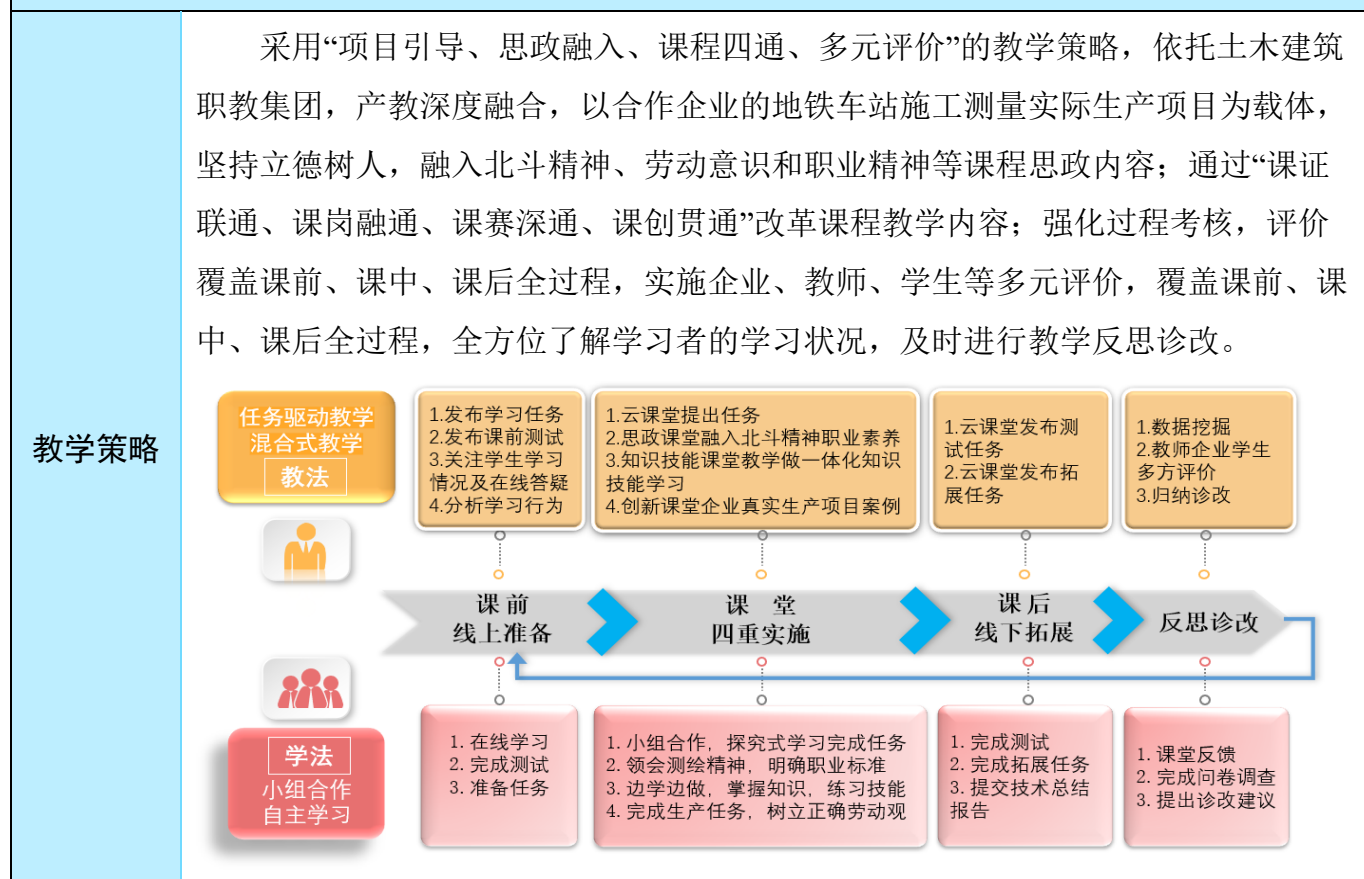 教学策略
采用“项目引导、思政融入、课程四通、多元评价”的教学策略，依托土木建筑
职教集团，产教深度融合，以合作企业的地铁车站施工测量实际生产项目为载体，
坚持立德树人，融入北斗精神、劳动意识和职业精神等课程思政内容；通过“课证
联通、课岗融通、课赛深通、课创贯通”改革课程教学内容；强化过程考核，评价
覆盖课前、课中、课后全过程，实施企业、教师、学生等多元评价，覆盖课前、课
中、课后全过程，全方位了解学习者的学习状况，及时进行教学反思诊改。
任务驱动教学
混合式教学
教法
1.发布学习任务
2.发布课前测试
3.关注学生学习
情况及在线答疑
4.分析学习行为
1.云课堂提出任务
2.思政课堂融入北斗精神职业素养
3.知识技能课堂教学做一体化知识
技能学习
4.创新课堂企业真实生产项目案例
1.云课堂发布测
试任务
2.云课堂发布拓
展任务
1.数据挖掘
2.教师企业学生
多方评价
3.归纳诊改
课前
线上准备
课 堂
四重实施
课后
线下拓展
反思诊改
学法
小组合作
自主学习
1. 在线学习
2. 完成测试
3. 准备任务
1. 小组合作，探究式学习完成任务
2. 领会测绘精神，明确职业标准
3. 边学边做，掌握知识，练习技能
4. 完成生产任务，树立正确劳动观
1. 完成测试
2. 完成拓展任务
3. 提交技术总结
报告
1. 课堂反馈
2. 完成问卷调查
3. 提出诊改建议